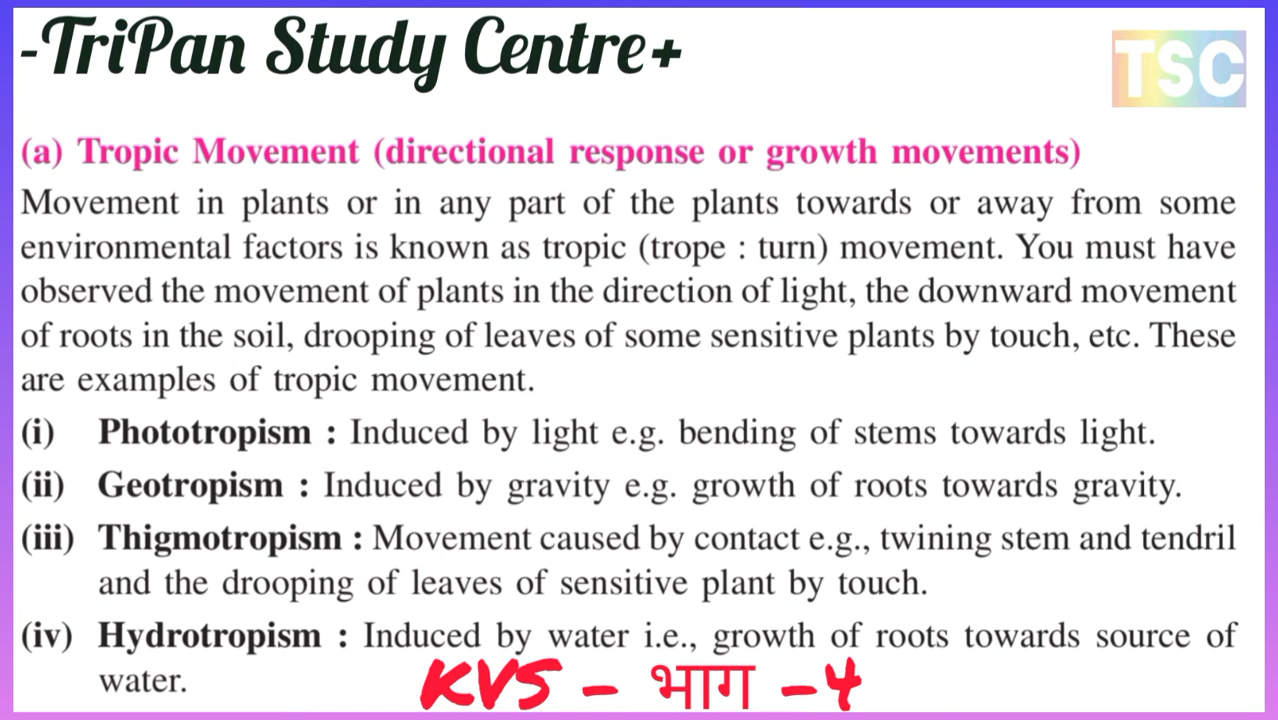 -TriPan Study Centre+
TSC
(a) Tropic Movement (directional response or growth movements)
Movement in plants or in any part of the plants towards or away from some
environmental factors is known as tropic (trope : turn) movement. You must have
observed the movement of plants in the direction of light, the downward movement
of roots in the soil, drooping of leaves of some sensitive plants by touch, etc. These
are examples of tropic movement.
(i) Phototropism : Induced by light e.g. bending of stems towards light.
(ii) Geotropism : Induced by gravity e.g. growth of roots towards gravity.
(iii) Thigmotropism : Movement caused by contact e.g., twining stem and tendril
and the drooping of leaves of sensitive plant by touch.
(iv) Hydrotropism : Induced by water i.e., growth of roots towards source of
water.
KVS - भाग -4